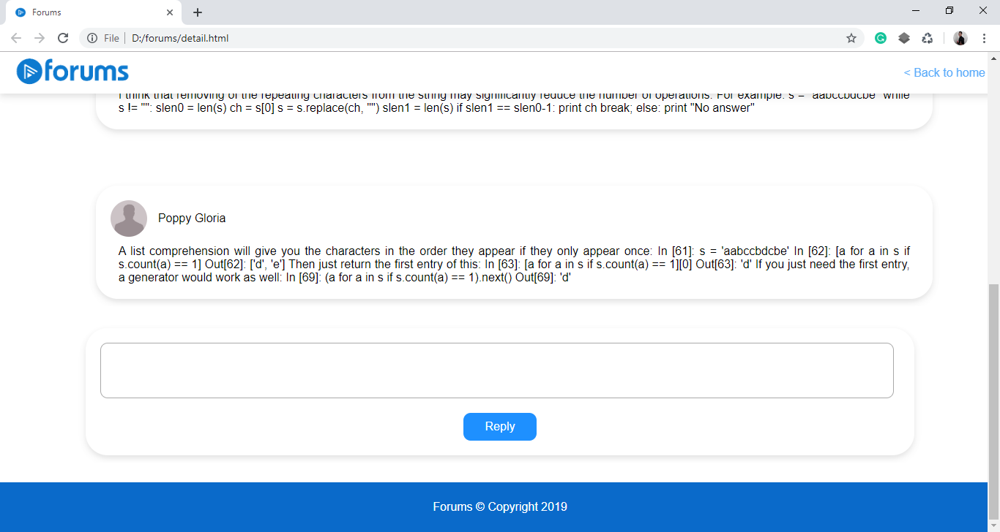 Forums
File
D:/forums/detail.html
forums
< Back to home
I think that removing of the repeating characters from the string may significantly reduce the number of operations. For example: s = "aabccbdcbe" while
s != "": slen0 = len(s) ch = s[0] s = s.replace(ch, "") slen1 = len(s) if slen1 == slen0-1: print ch break; else: print "No answer"
Poppy Gloria
A list comprehension will give you the characters in the order they appear if they only appear once: In [61]: s = 'aabccbdcbe' In [62]: [a for a in s if
s.count(a) == 1] Out[62]: ['d', 'e'] Then just return the first entry of this: In [63]: [a for a in s if s.count(a) == 1][0] Out[63]: 'd' If you just need the first entry,
a generator would work as well: In [69]: (a for a in s if s.count(a) == 1).next() Out[69]: 'd'
Reply
Forums © Copyright 2019